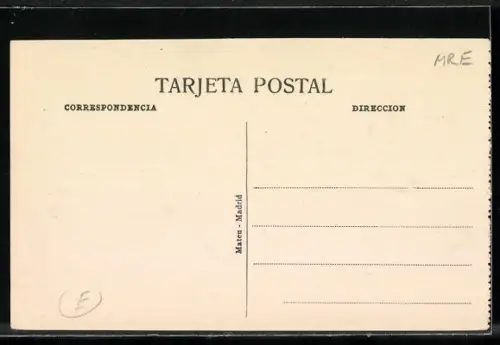 MRE
TARJETA POSTAL
CORRESPONDENCIA
DIRECCION
Mateu - Madrid
E